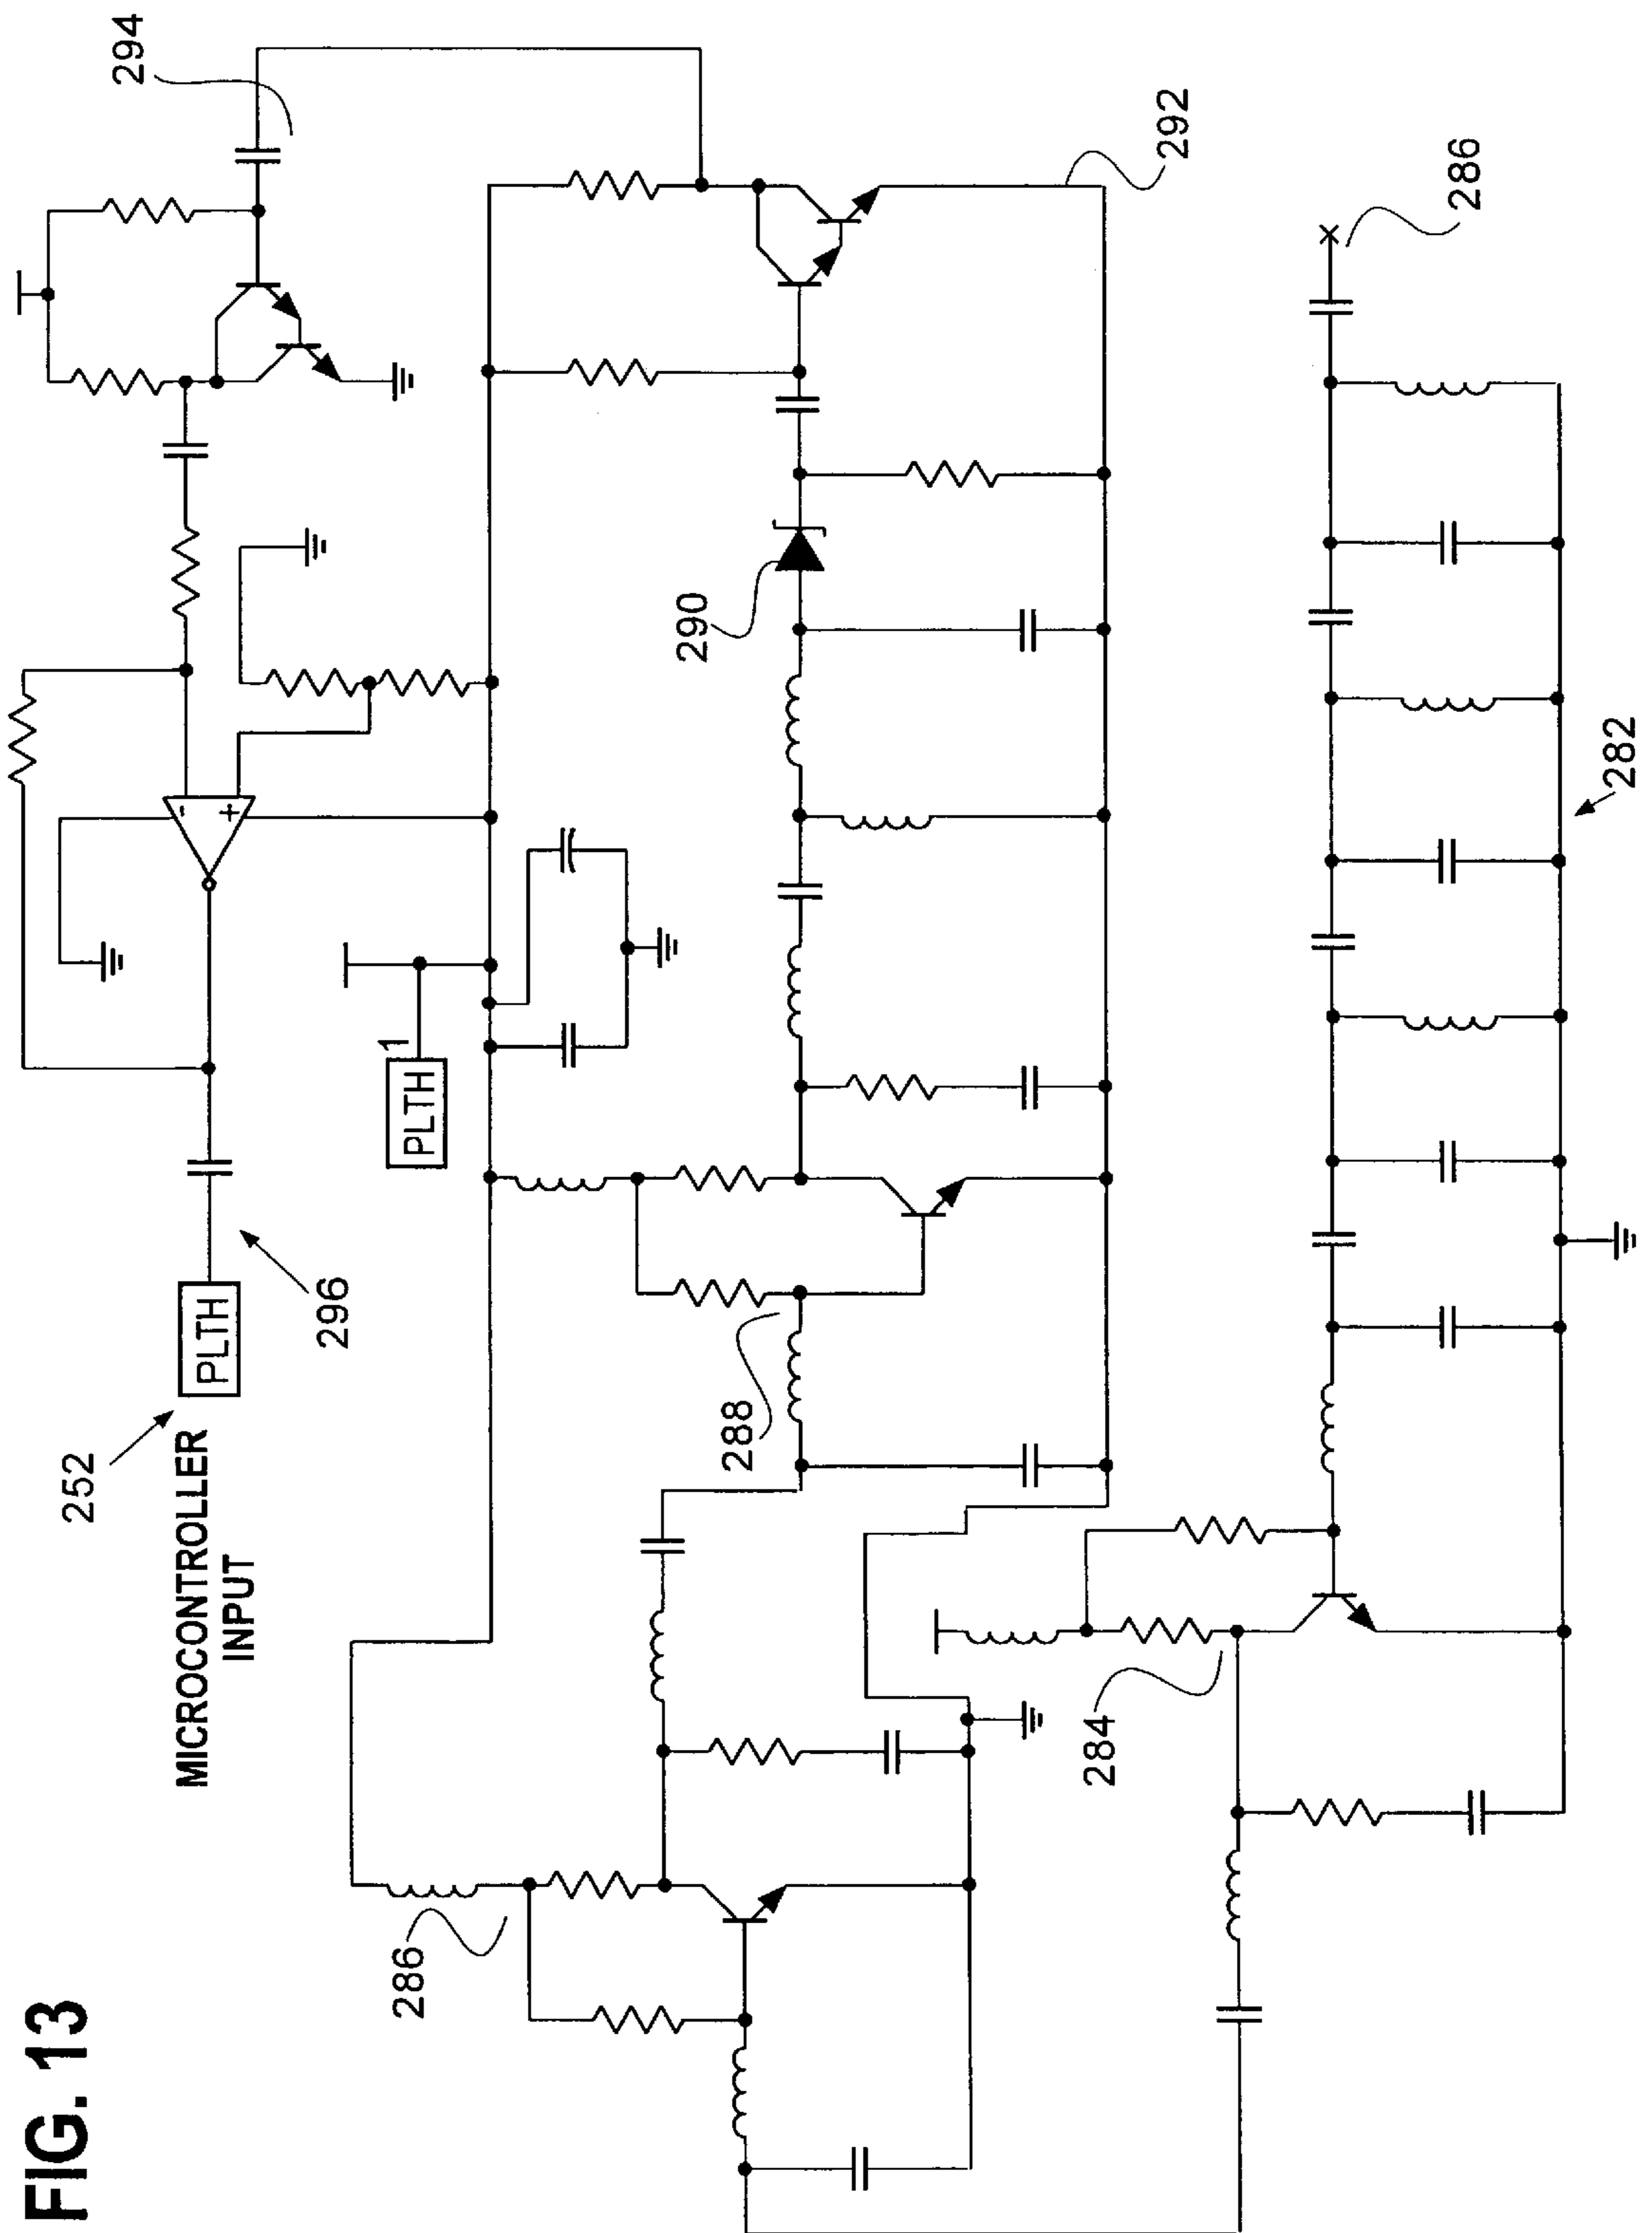 FIG. 13
252
MICROCONTROLLER
INPUT
PLTH
296
294
-
+
PLTH
1
286
288
290
292
284
286
282